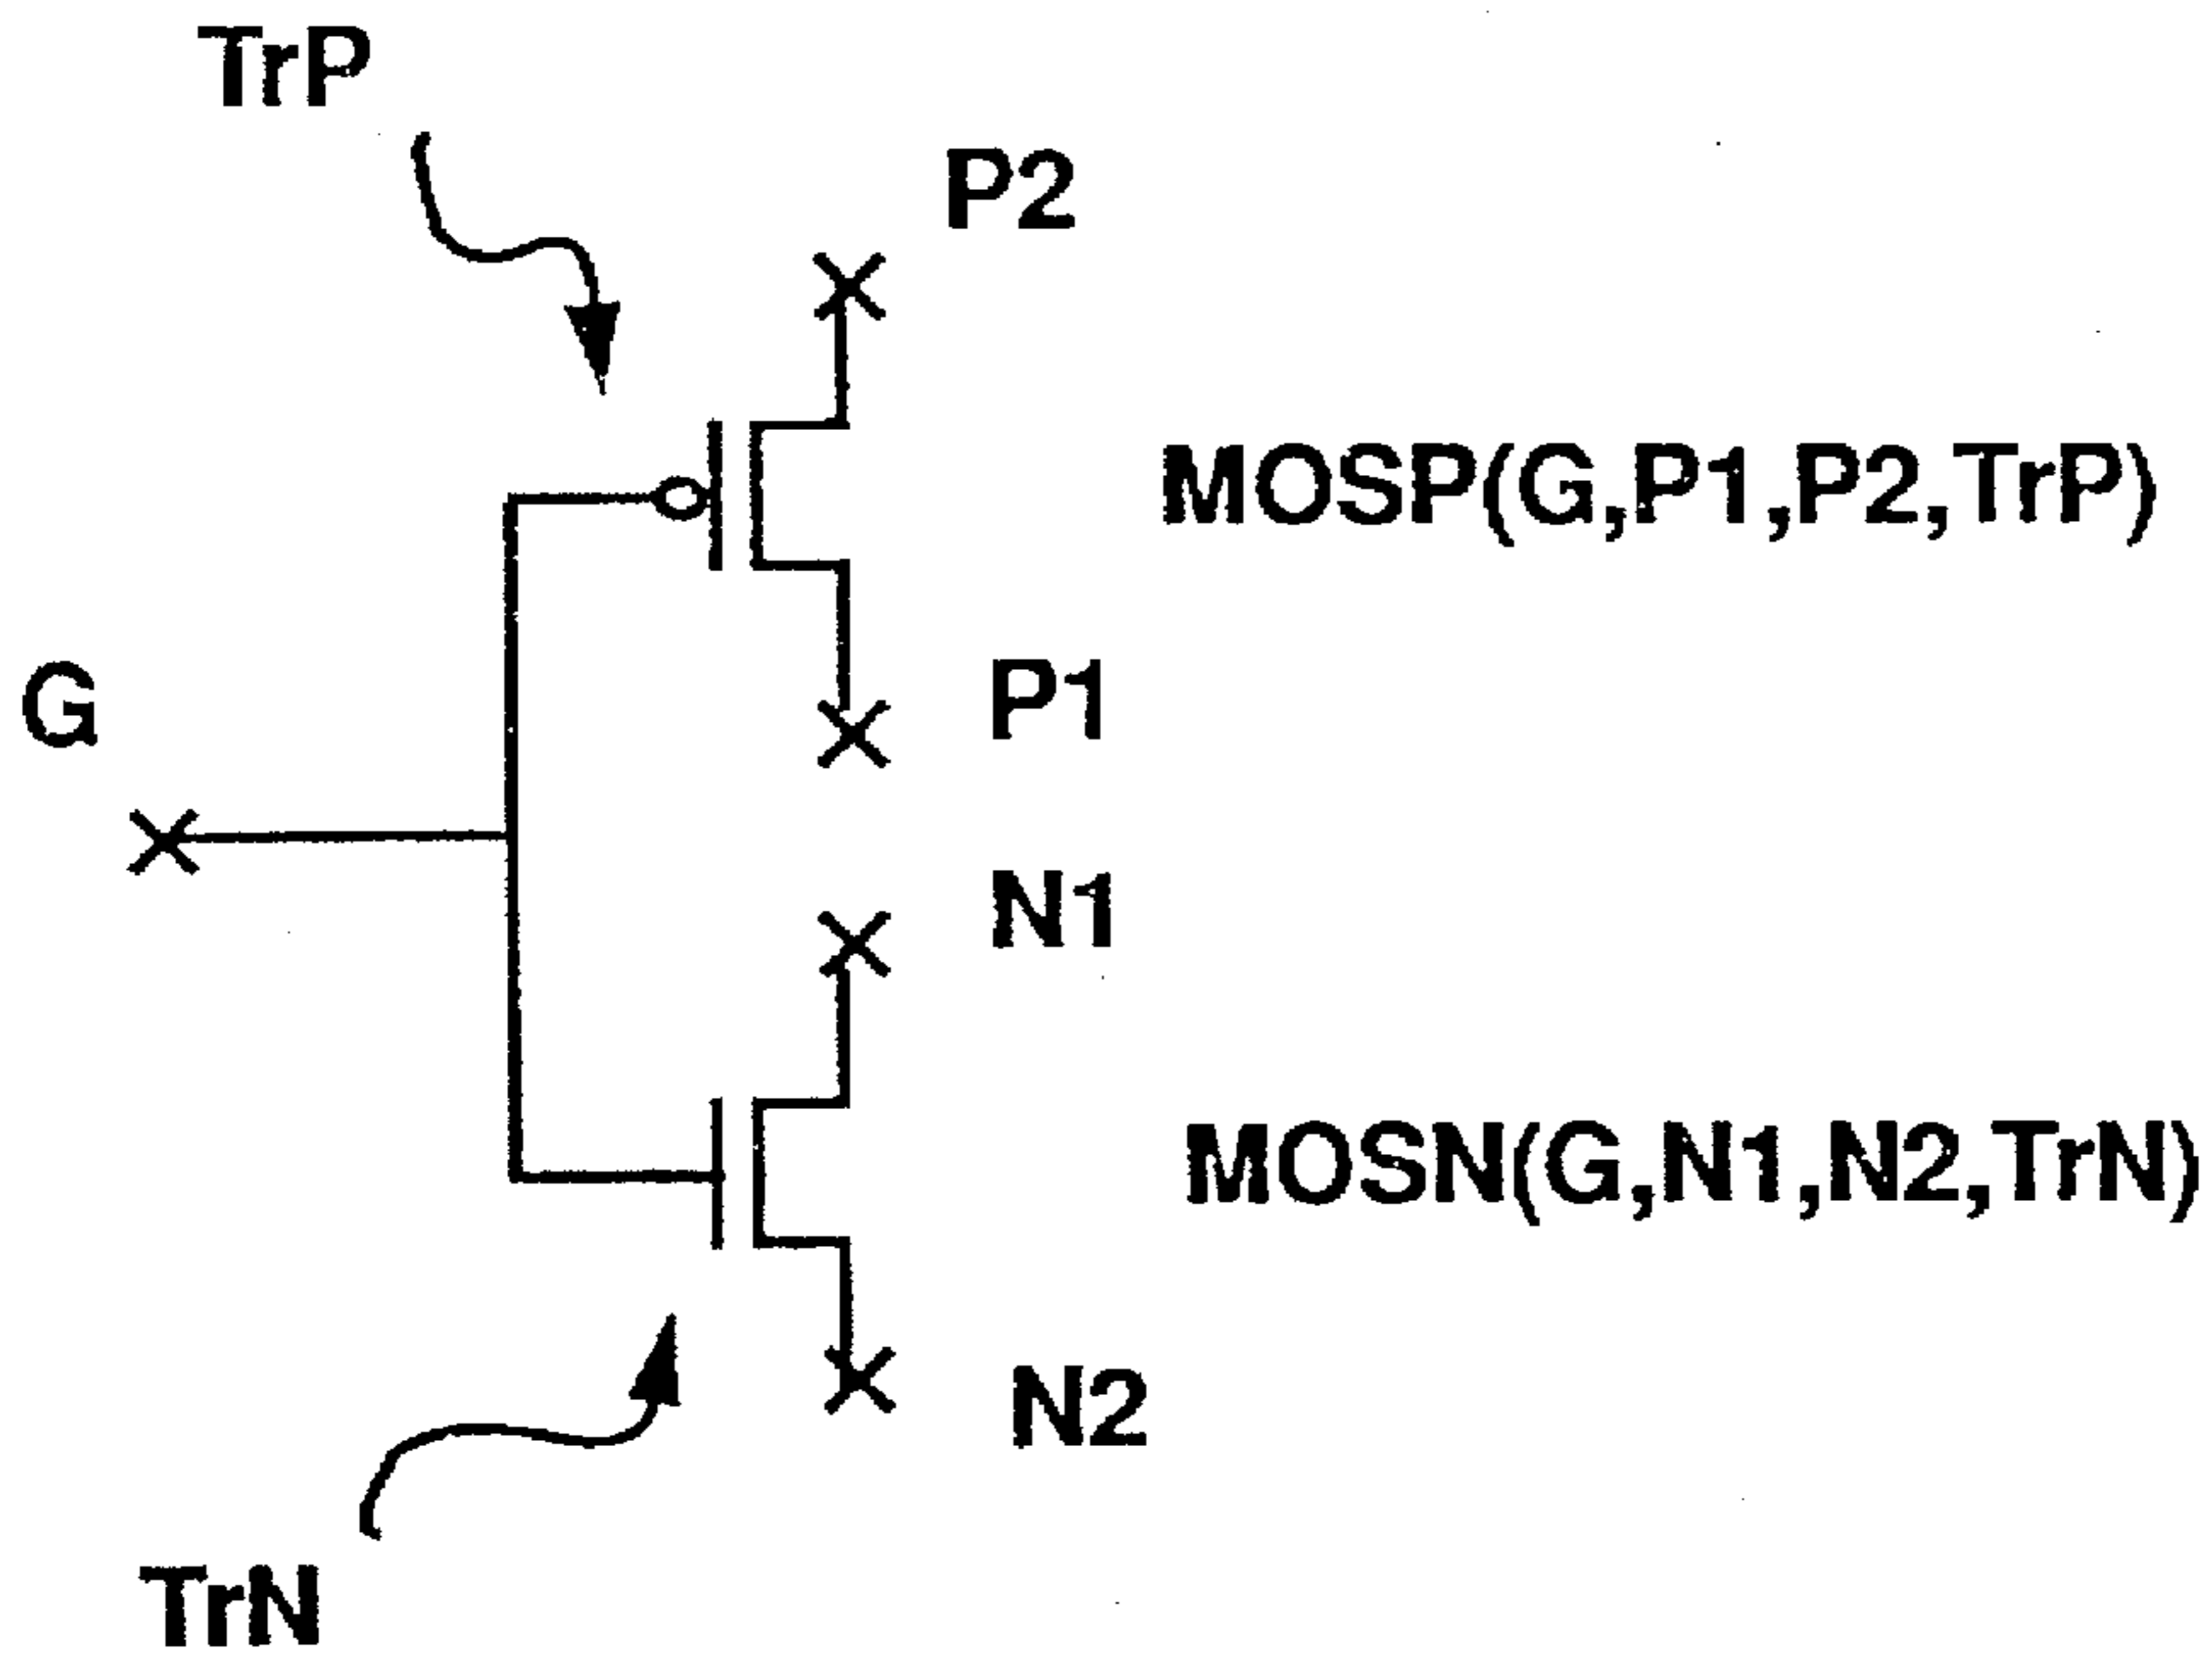 TrP
P2
MOSP(G,P1,P2,TrP)
P1
G
N1
MOSN(G,N1,N2,TrN)
N2
TrN